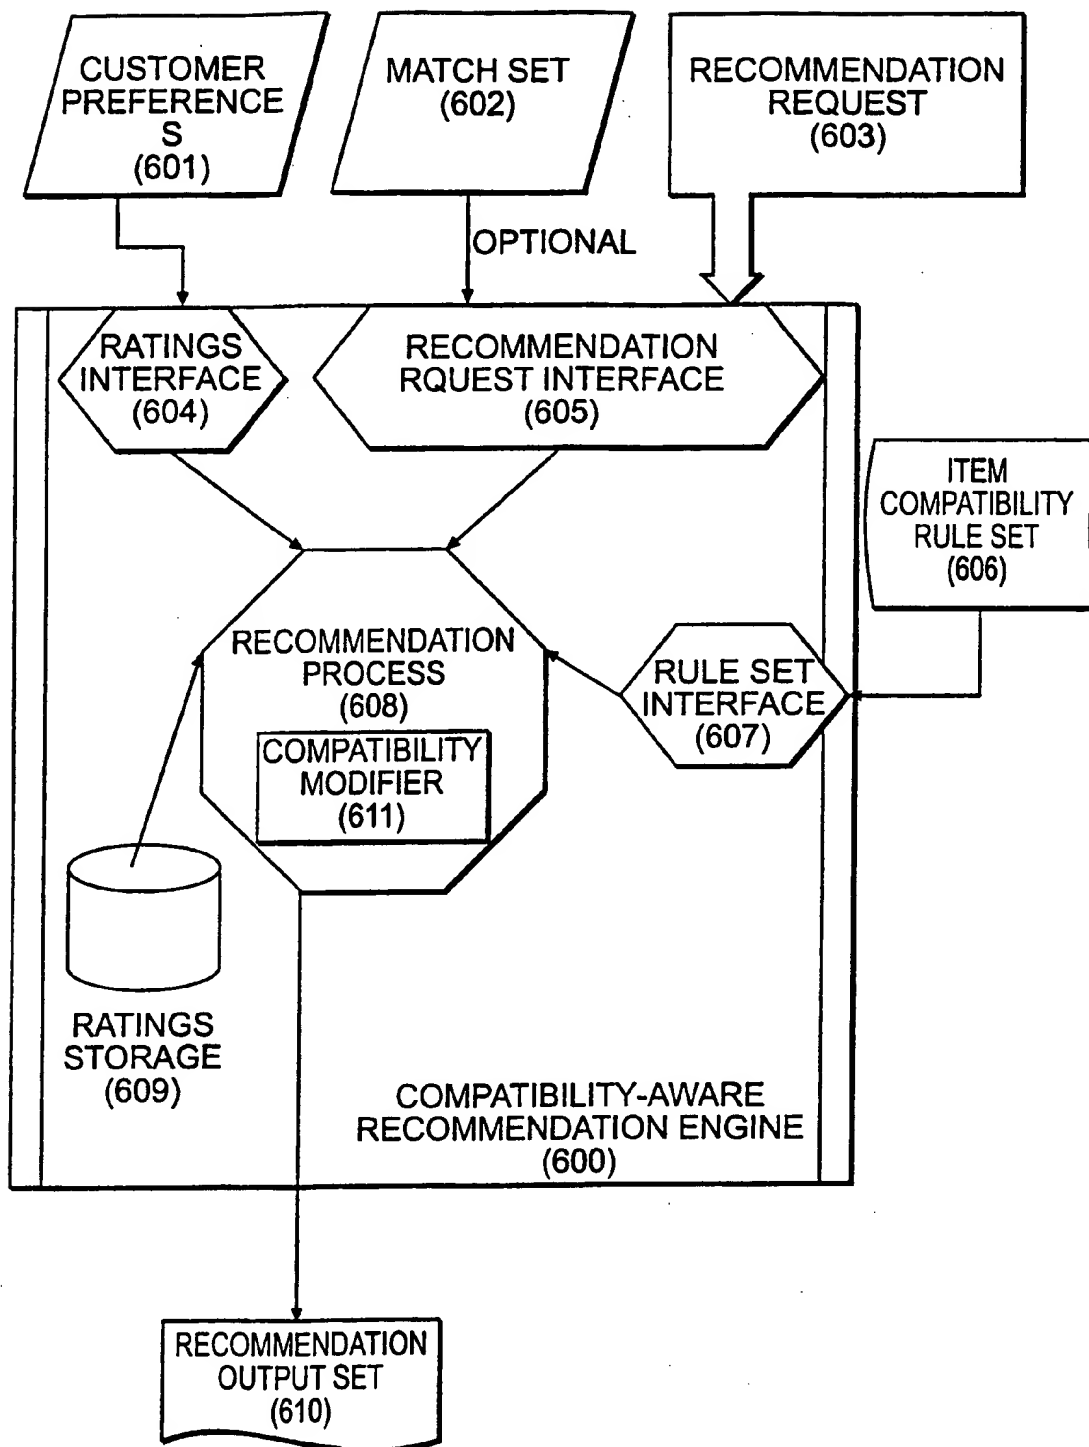 CUSTOMER
PREFERENCE
S
(601)
MATCH SET
(602)
RECOMMENDATION
REQUEST
(603)
OPTIONAL
RATINGS
INTERFACE
(604)
RECOMMENDATION
RQUEST INTERFACE
(605)
ITEM
COMPATIBILITY
RULE SET
(606)
RECOMMENDATION
PROCESS
(608)
COMPATIBILITY
MODIFIER
(611)
RULE SET
INTERFACE
(607)
RATINGS
STORAGE
(609)
COMPATIBILITY-AWARE
RECOMMENDATION ENGINE
(600)
RECOMMENDATION
OUTPUT SET
(610)